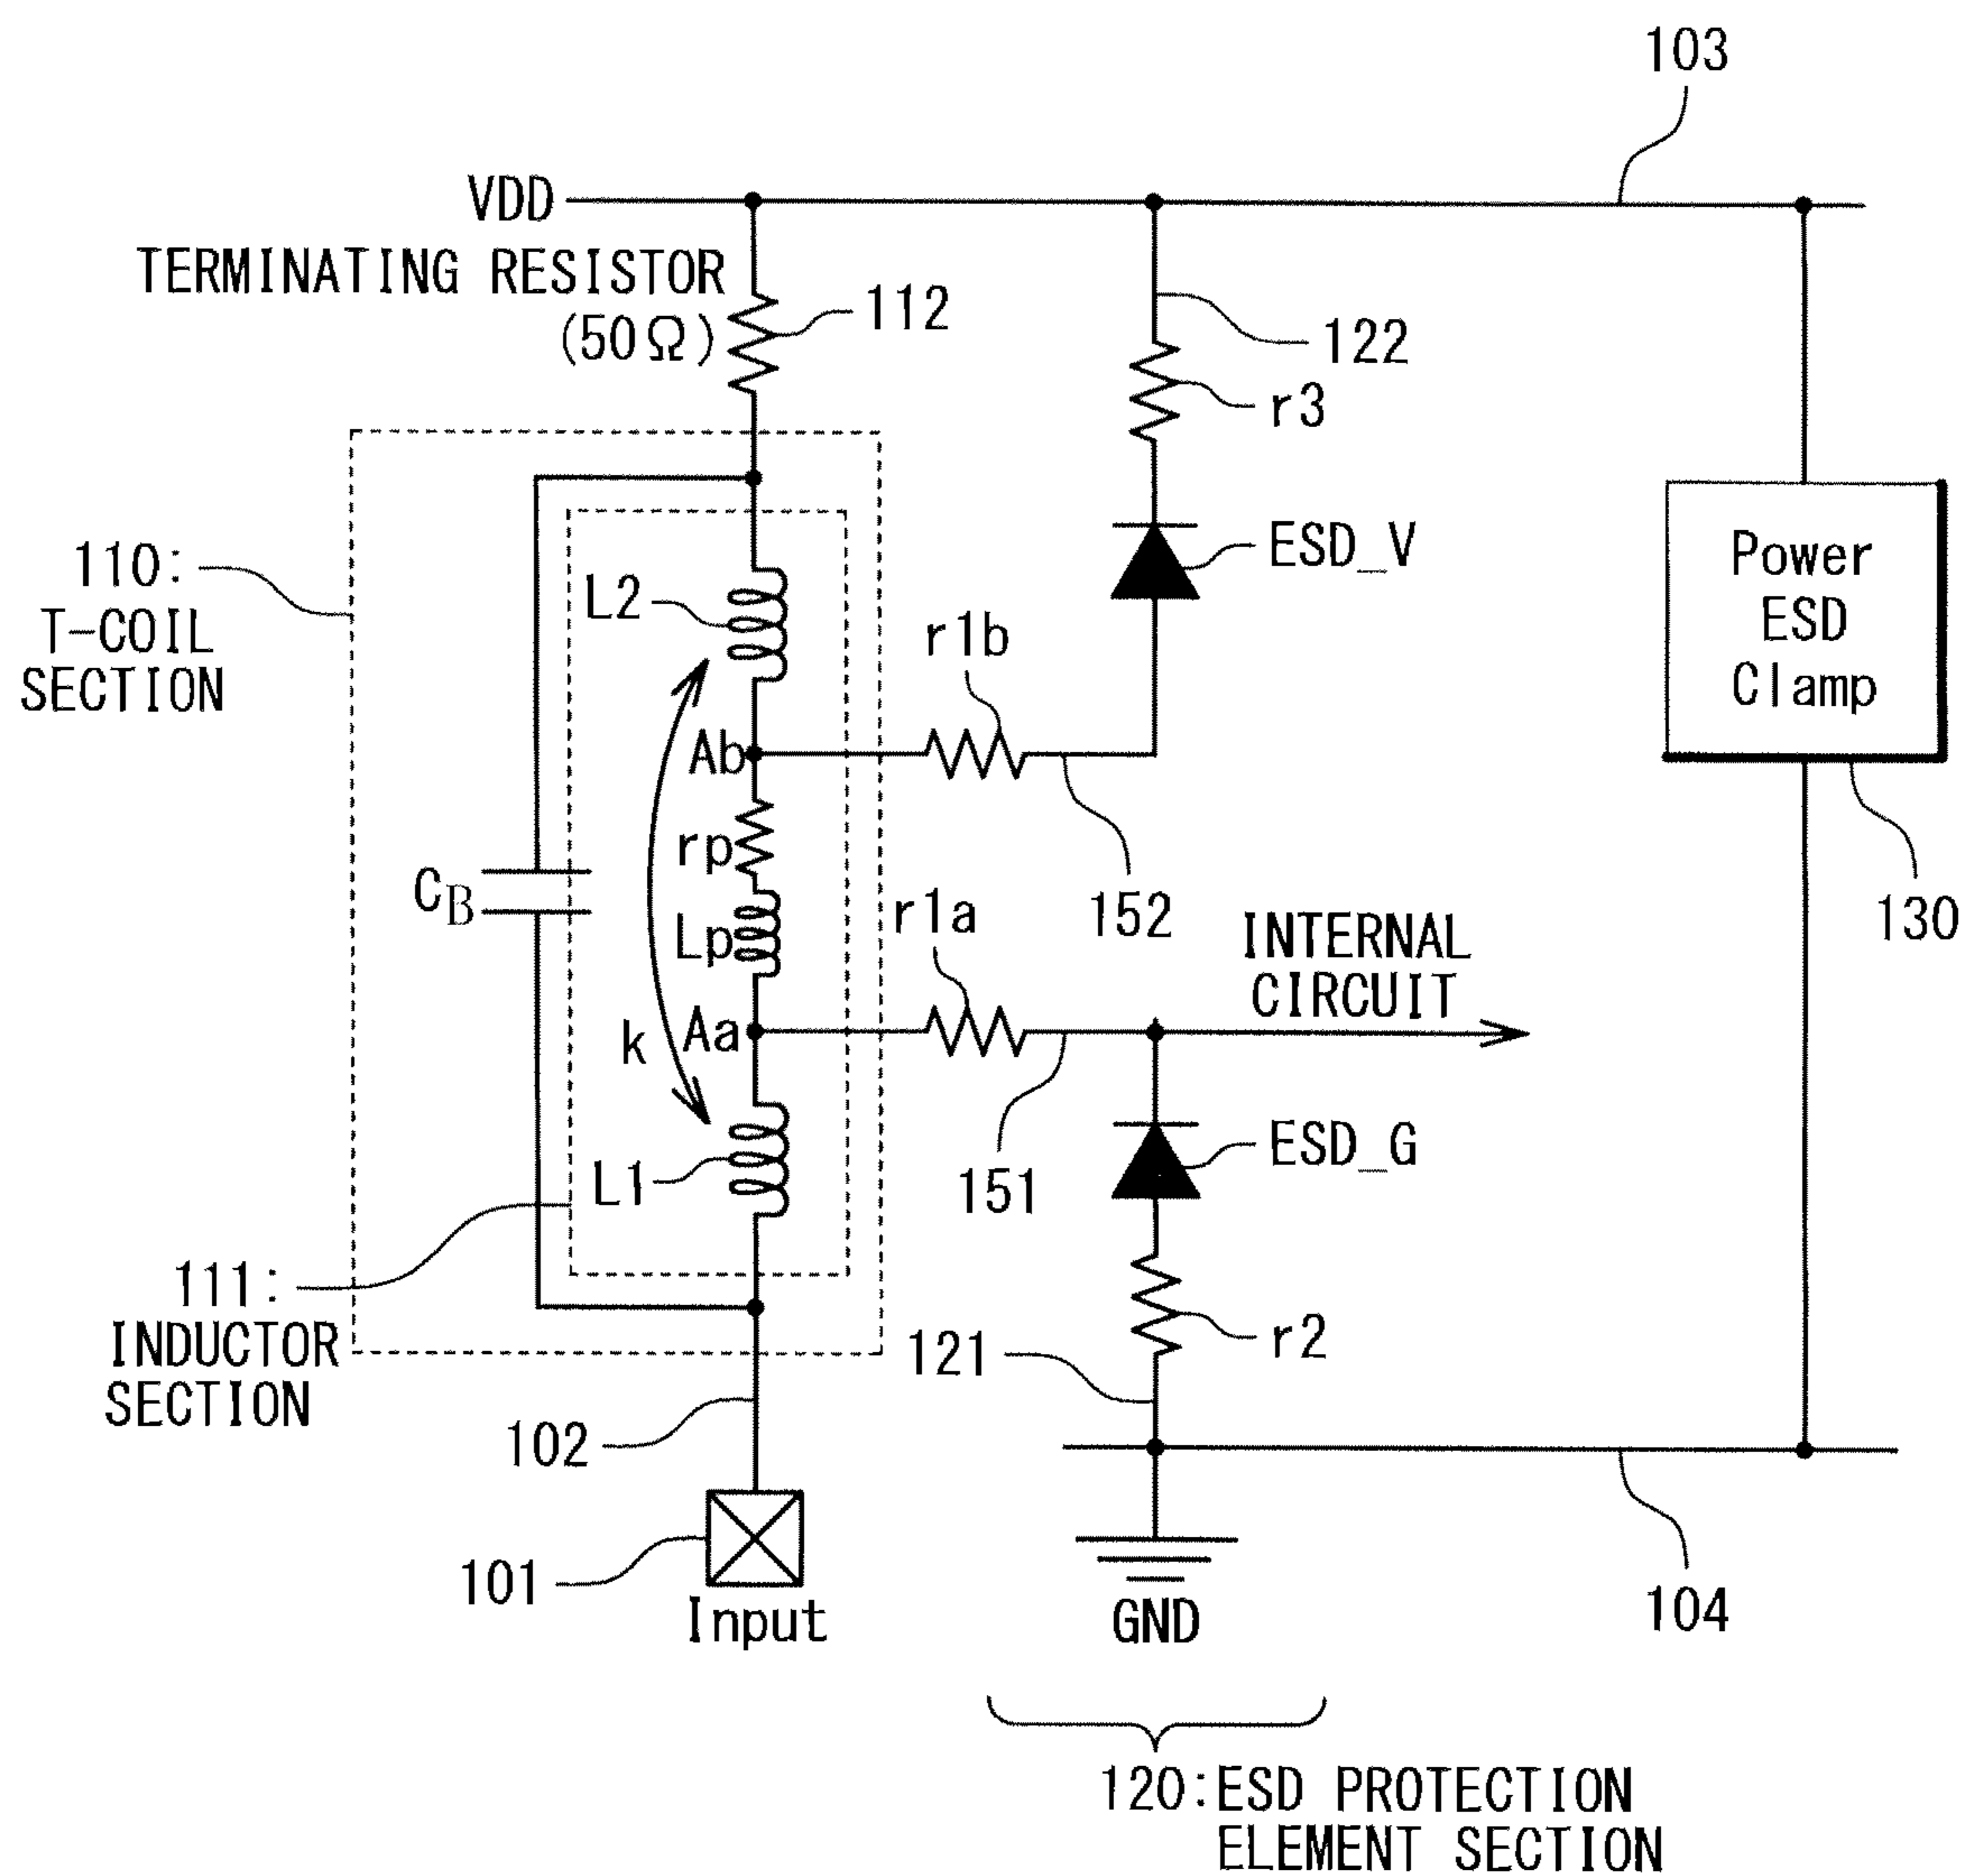 103
VDD
TERMINATING RESISTOR
(50Ω)
112
122
r3
110:
T-COIL
SECTION
L2
r1b
ESD_V
Power
ESD
Clamp
Ab
rp
CB
Lp
r1a
152
130
INTERNAL
CIRCUIT
k
Aa
L1
151
ESD_G
111:
INDUCTOR
SECTION
121
r2
102
101
Input
GND
104
120:ESD PROTECTION
ELEMENT SECTION